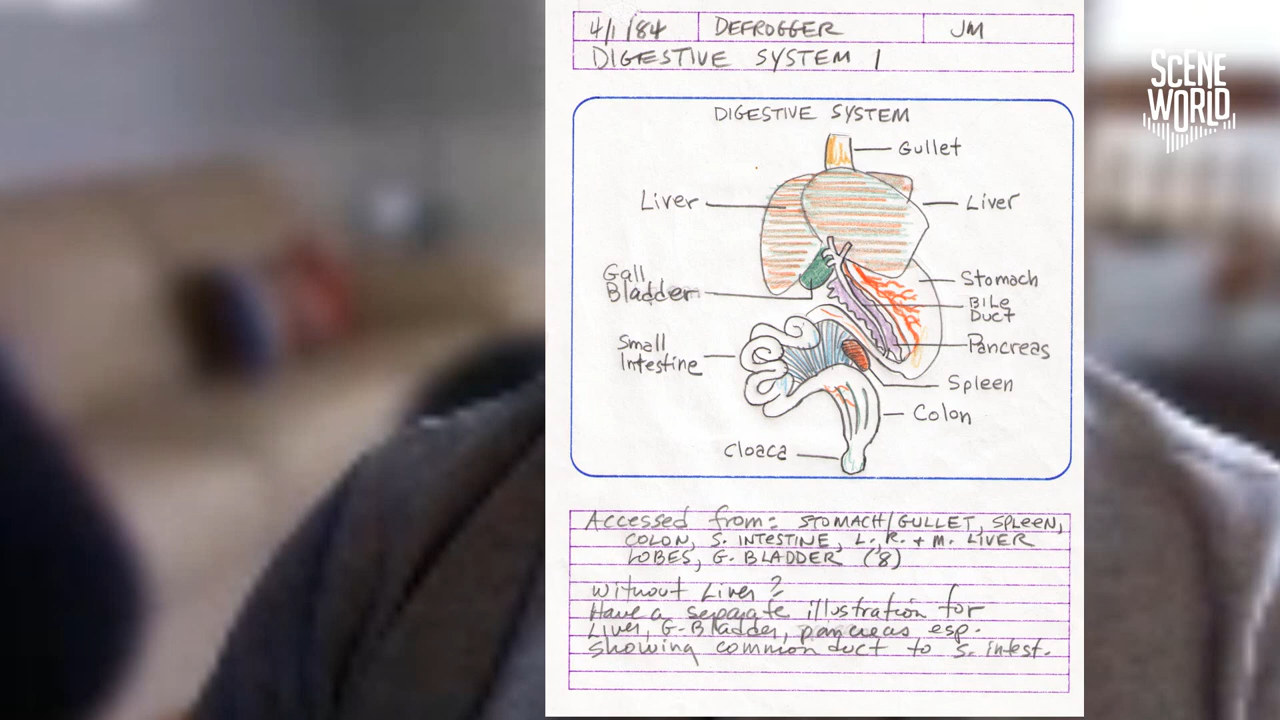 4/1/84 DEFROGGER JM
DIGESTIVE SYSTEM 1
SCENE
WORLD
DIGESTIVE SYSTEM
Gullet
Liver
Liver
Gall
Bladder
Stomach
Bile
Duct
Small
Intestine
Pancreas
Spleen
Colon
Cloaca
Accessed from: STOMACH/GULLET, SPLEEN,
COLON, S. INTESTINE, L., R. + M. LIVER
LOBES, G. BLADDER (8)
without Liver?
Have a separate illustration for
Liver, G-Bladder, pancreas esp.
showing common duct to s. intest.